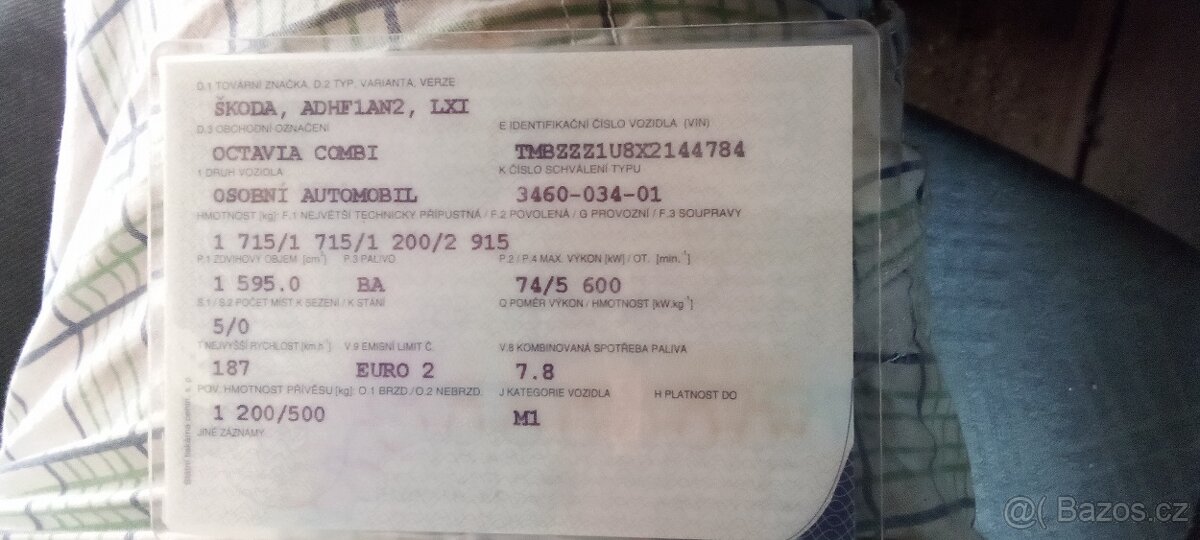 D.1 TOVÁRNÍ ZNAČKA, D.2 TYP, VARIANTA, VERZE
ŠKODA, ADHF1AN2, LXI
D.3 OBCHODNÍ OZNAČENÍ E IDENTIFIKAČNÍ ČÍSLO VOZIDLA (VIN)
OCTAVIA COMBI TMBZZZ1U8X2144784
1 DRUH VOZIDLA K ČÍSLO SCHVÁLENÍ TYPU
OSOBNÍ AUTOMOBIL 3460-034-01
HMOTNOST [kg]: F.1 NEJVĚTŠÍ TECHNICKY PŘÍPUSTNÁ / F.2 POVOLENÁ / G PROVOZNÍ / F.3 SOUPRAVY
1 715/1 715/1 200/2 915
P.1 ZDVIHOVÝ OBJEM [cm³] P.3 PALIVO P.2 / P.4 MAX. VÝKON [kW] / OT. [min.⁻¹]
1 595.0 BA 74/5 600
S.1 / S.2 POČET MÍST K SEZENÍ / K STÁNÍ Q POMĚR VÝKON / HMOTNOST [kW.kg⁻¹]
5/0
T NEJVYŠŠÍ RYCHLOST [km.h⁻¹] V.9 EMISNÍ LIMIT Č. V.8 KOMBINOVANÁ SPOTŘEBA PALIVA
187 EURO 2 7.8
POV. HMOTNOST PŘÍVĚSU [kg]: O.1 BRZD./O.2 NEBRZD. J KATEGORIE VOZIDLA H PLATNOST DO
1 200/500 M1
JINÉ ZÁZNAMY
Státní tiskárna cenin, s. p.
@( Bazos.cz